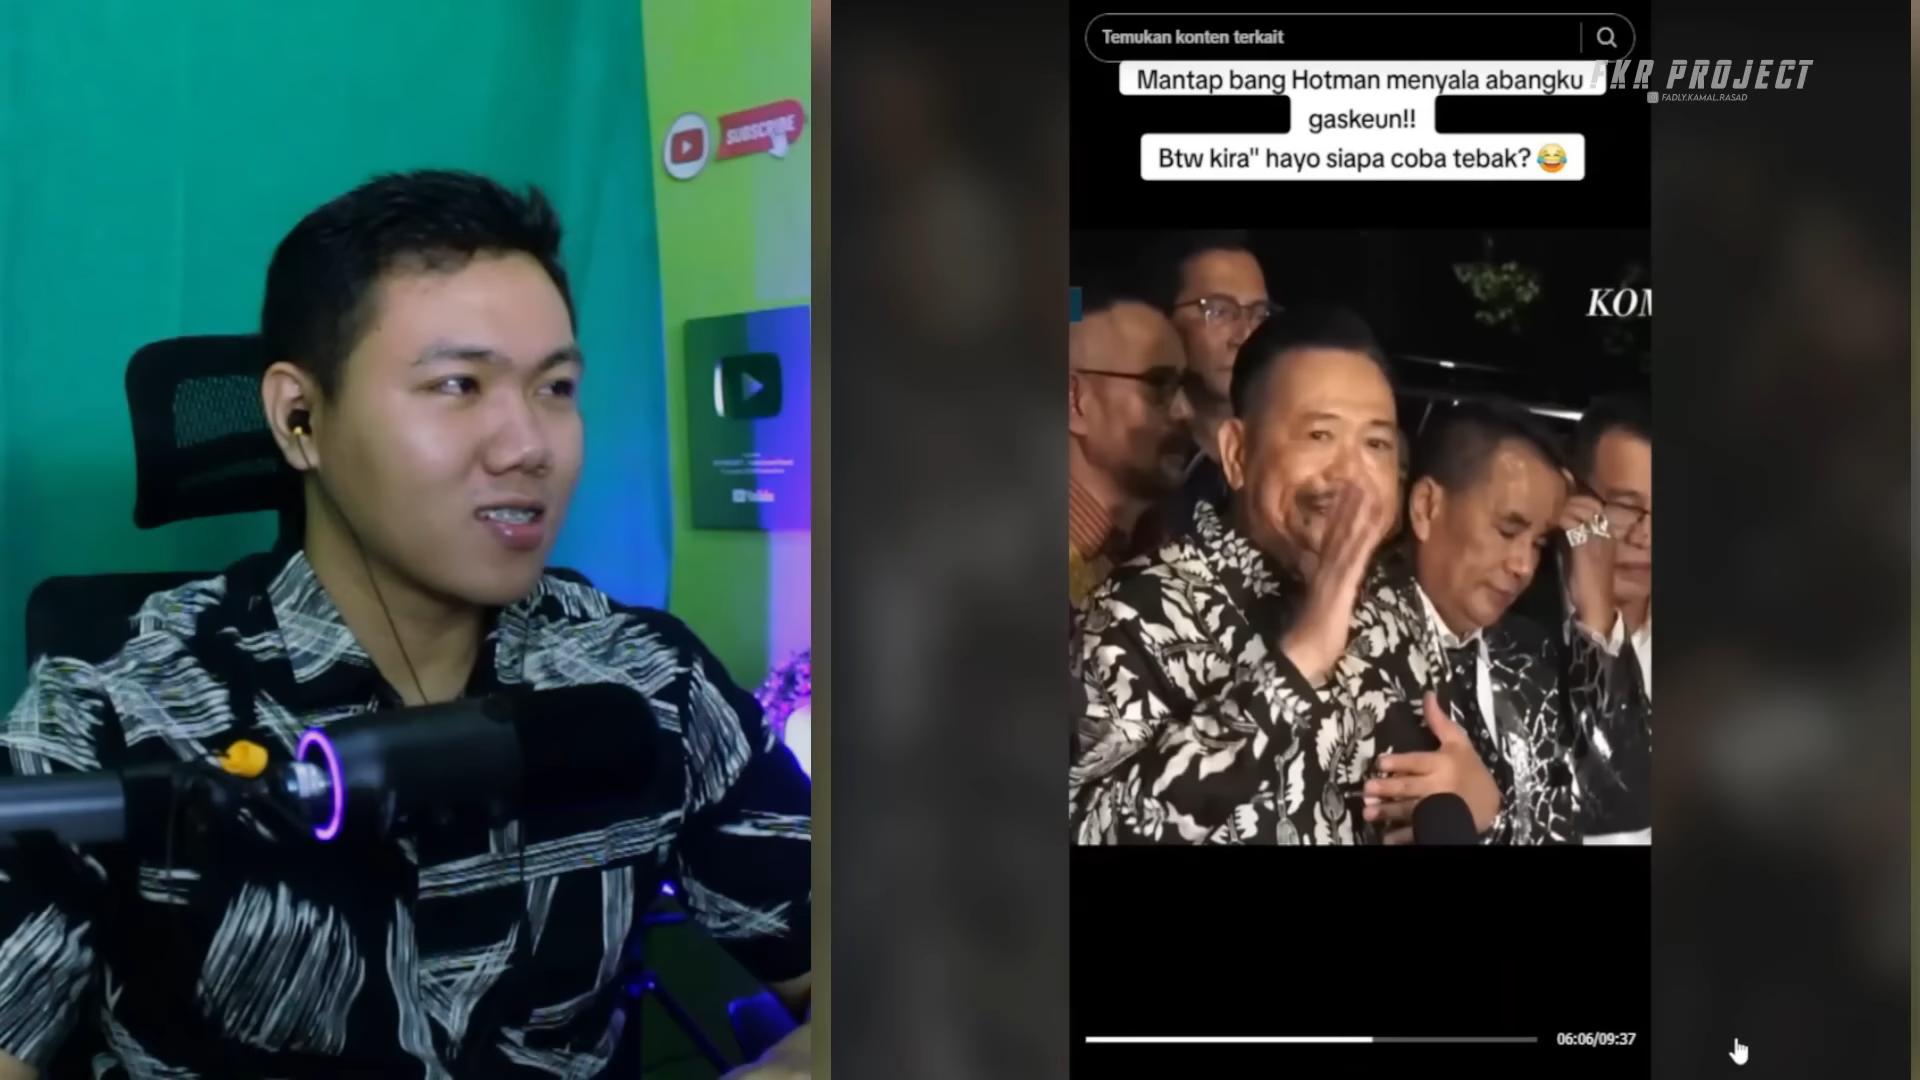 SUBSCRIBE
YouTube
Temukan konten terkait
FKR PROJECT
FADLY.KAMAL.RASAD
Mantap bang Hotman menyala abangku
gaskeun!!
Btw kira" hayo siapa coba tebak? 😂
KOM
06:06/09:37